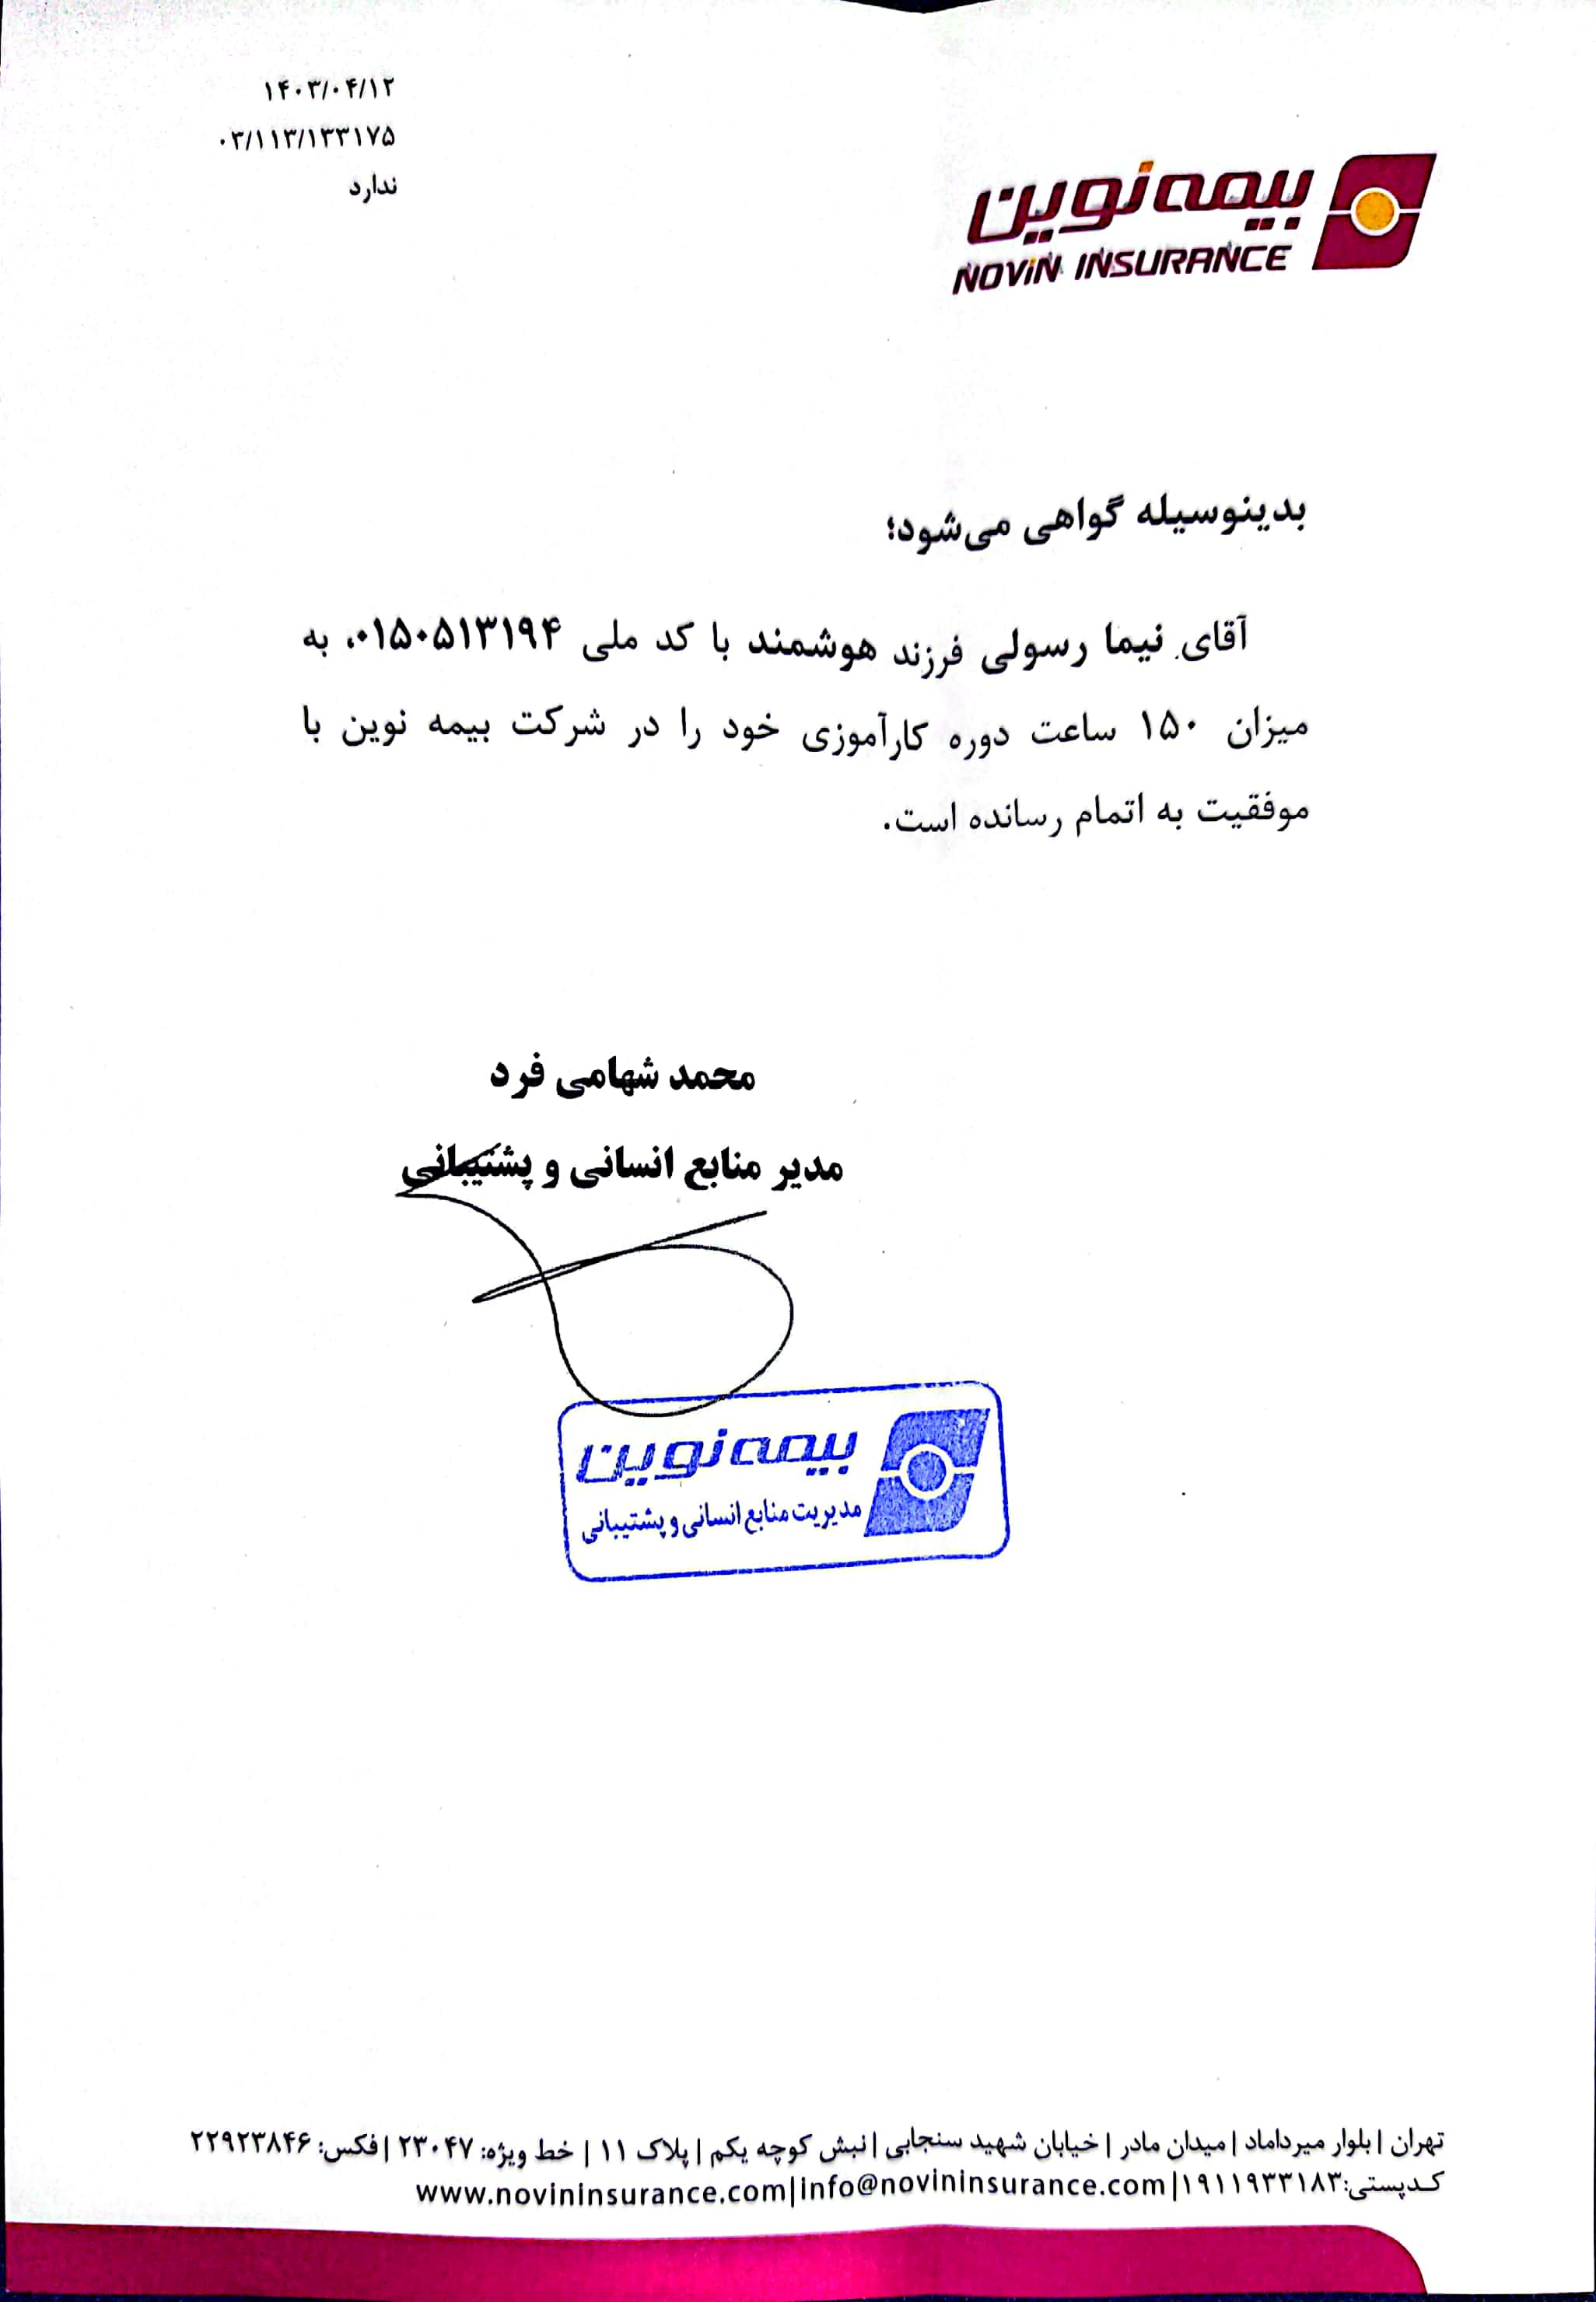 ۱۴۰۳/۰۴/۱۲
۰۳/۱۱۳/۱۳۳۱۷۵
ندارد
بیمه نوین
NOVIN INSURANCE
بدینوسیله گواهی می‌شود؛
آقای نیما رسولی فرزند هوشمند با کد ملی ۰۱۵۰۵۱۳۱۹۴، به
میزان ۱۵۰ ساعت دوره کارآموزی خود را در شرکت بیمه نوین با
موفقیت به اتمام رسانده است.
محمد شهامی فرد
مدیر منابع انسانی و پشتیبانی
بیمه نوین
مدیریت منابع انسانی و پشتیبانی
تهران | بلوار میرداماد | میدان مادر | خیابان شهید سنجابی | نبش کوچه یکم | پلاک ۱۱ | خط ویژه: ۲۳۰۴۷ | فکس: ۲۲۹۲۳۸۴۶
کدپستی: ۱۹۱۱۹۳۳۱۸۳ | www.novininsurance.com | info@novininsurance.com